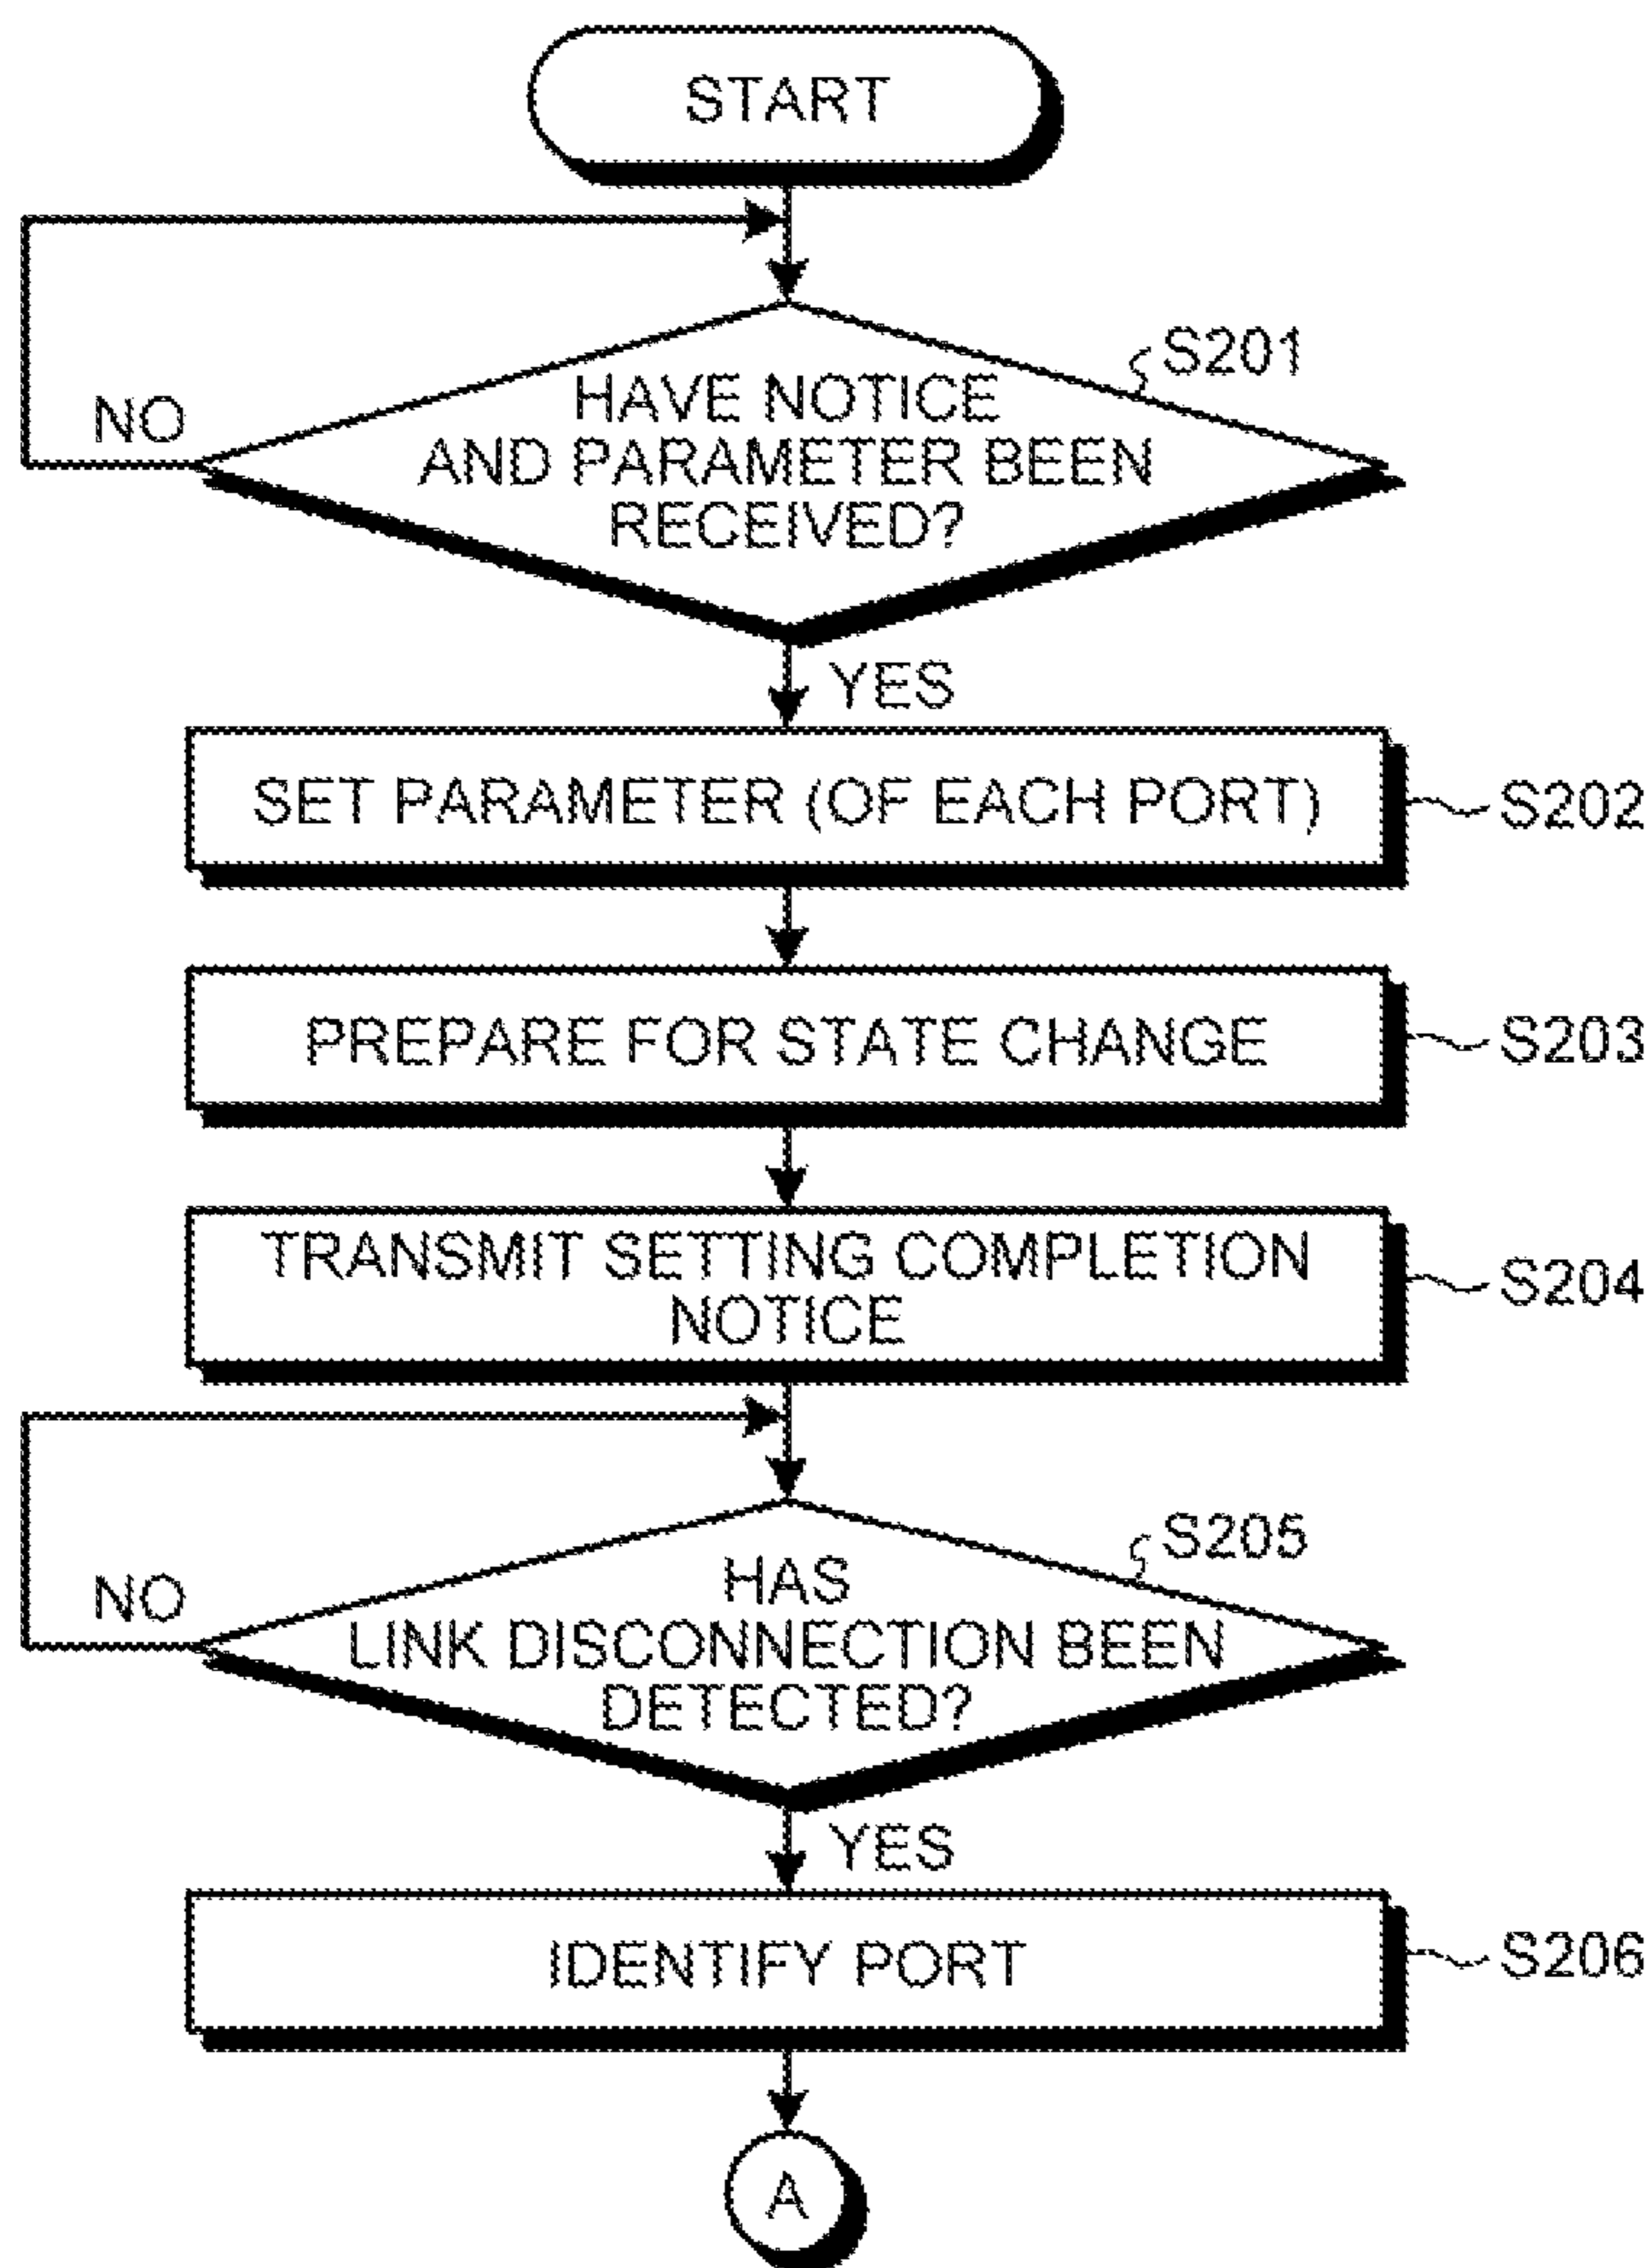 START
S201
HAVE NOTICE
AND PARAMETER BEEN
RECEIVED?
NO
YES
SET PARAMETER (OF EACH PORT)
S202
PREPARE FOR STATE CHANGE
S203
TRANSMIT SETTING COMPLETION
NOTICE
S204
S205
HAS
LINK DISCONNECTION BEEN
DETECTED?
NO
YES
IDENTIFY PORT
S206
A